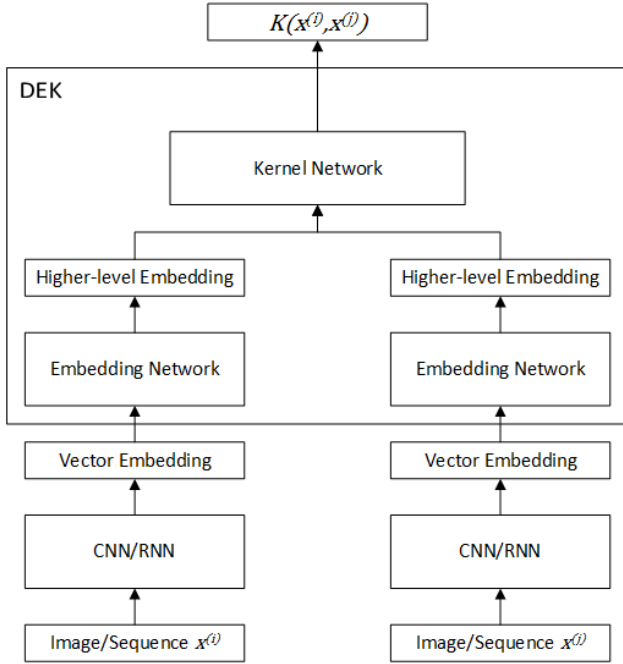 K(x⁽ⁱ⁾,x⁽ʲ⁾)
DEK
Kernel Network
Higher-level Embedding
Higher-level Embedding
Embedding Network
Embedding Network
Vector Embedding
Vector Embedding
CNN/RNN
CNN/RNN
Image/Sequence x⁽ⁱ⁾
Image/Sequence x⁽ʲ⁾